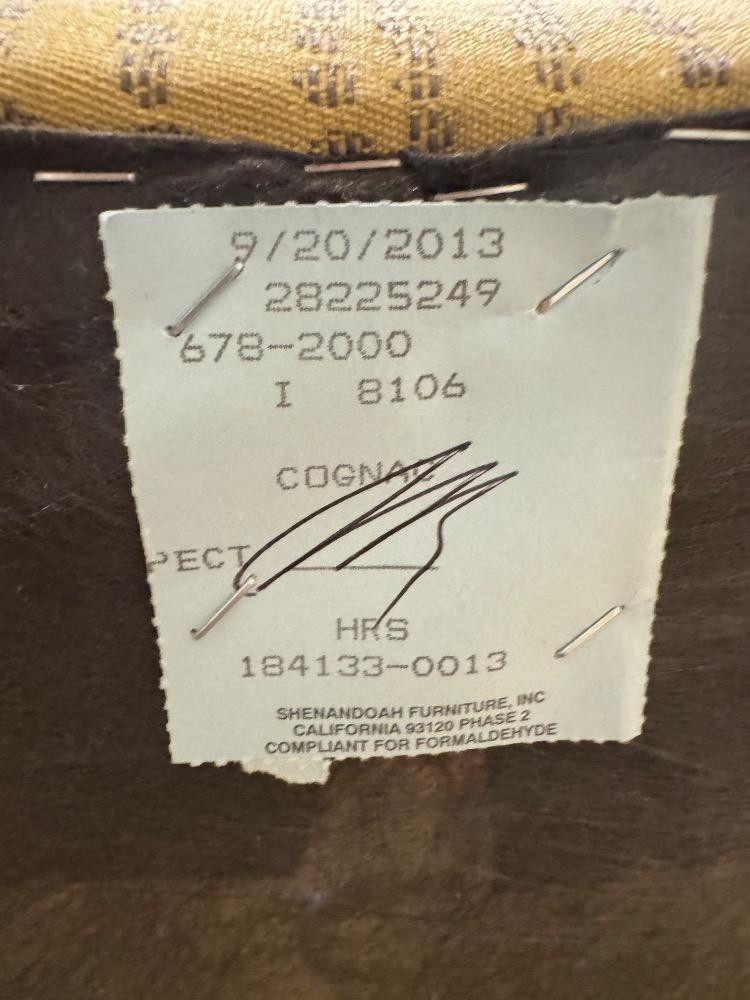 9/20/2013
28225249
678-2000
I 8106
COGNAC
PECT
HRS
184133-0013
SHENANDOAH FURNITURE, INC
CALIFORNIA 93120 PHASE 2
COMPLIANT FOR FORMALDEHYDE